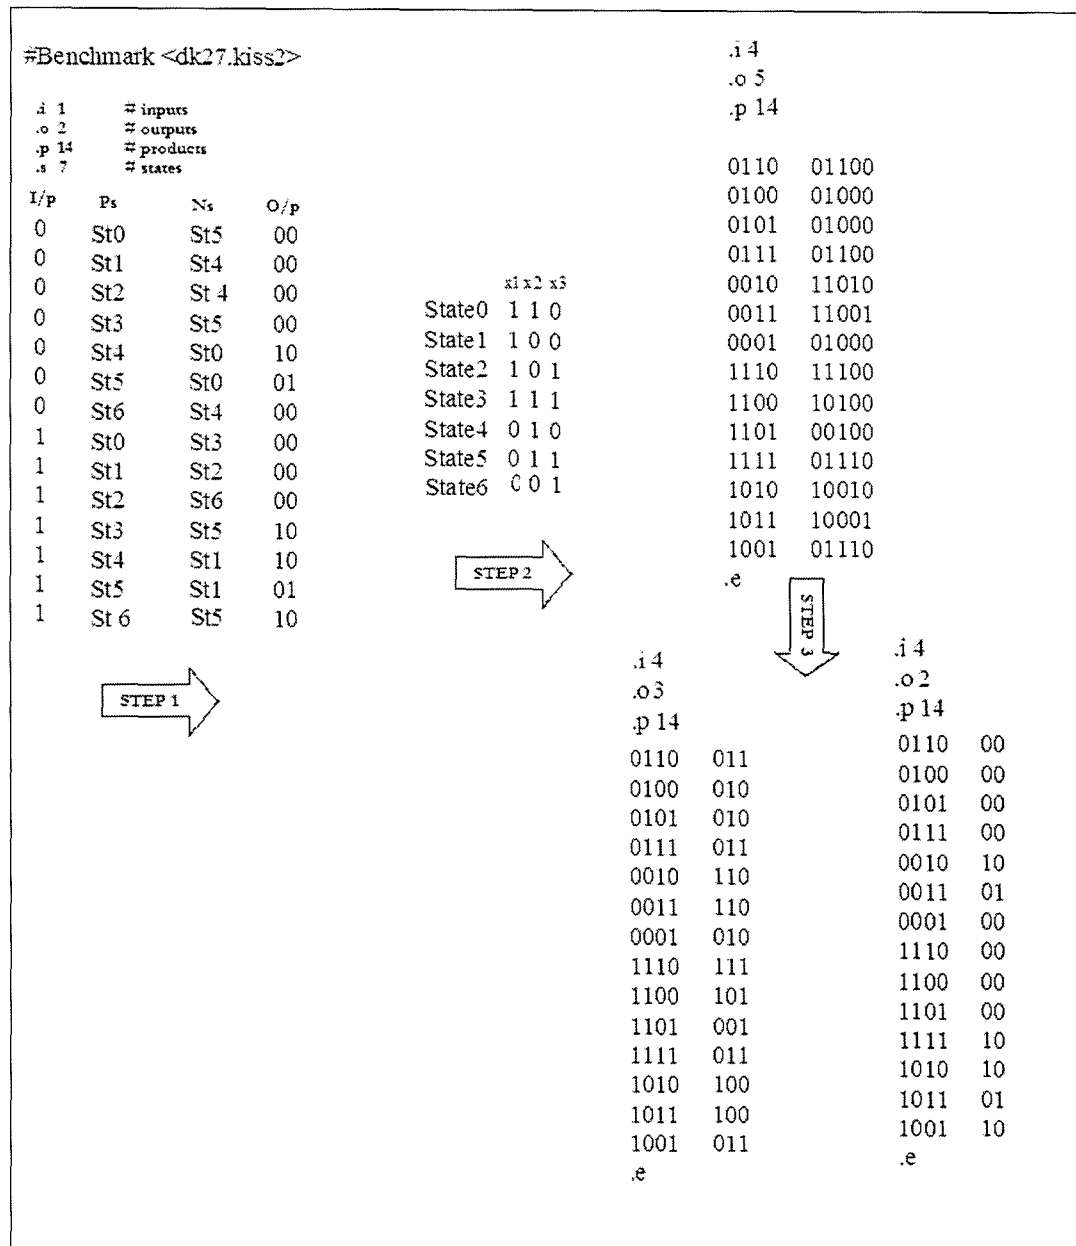 #Benchmark <dk27.kiss2>
.i 1 # inputs
.o 2 # outputs
.p 14 # products
.s 7 # states
I/p Ps Ns O/p
0 St0 St5 00
0 St1 St4 00
0 St2 St 4 00
0 St3 St5 00
0 St4 St0 10
0 St5 St0 01
0 St6 St4 00
1 St0 St3 00
1 St1 St2 00
1 St2 St6 00
1 St3 St5 10
1 St4 St1 10
1 St5 St1 01
1 St 6 St5 10
STEP 1
x1 x2 x3
State0 1 1 0
State1 1 0 0
State2 1 0 1
State3 1 1 1
State4 0 1 0
State5 0 1 1
State6 0 0 1
STEP 2
.i 4
.o 5
.p 14
0110 01100
0100 01000
0101 01000
0111 01100
0010 11010
0011 11001
0001 01000
1110 11100
1100 10100
1101 00100
1111 01110
1010 10010
1011 10001
1001 01110
.e
STEP 3
.i 4
.o 3
.p 14
0110 011
0100 010
0101 010
0111 011
0010 110
0011 110
0001 010
1110 111
1100 101
1101 001
1111 011
1010 100
1011 100
1001 011
.e
.i 4
.o 2
.p 14
0110 00
0100 00
0101 00
0111 00
0010 10
0011 01
0001 00
1110 00
1100 00
1101 00
1111 10
1010 10
1011 01
1001 10
.e